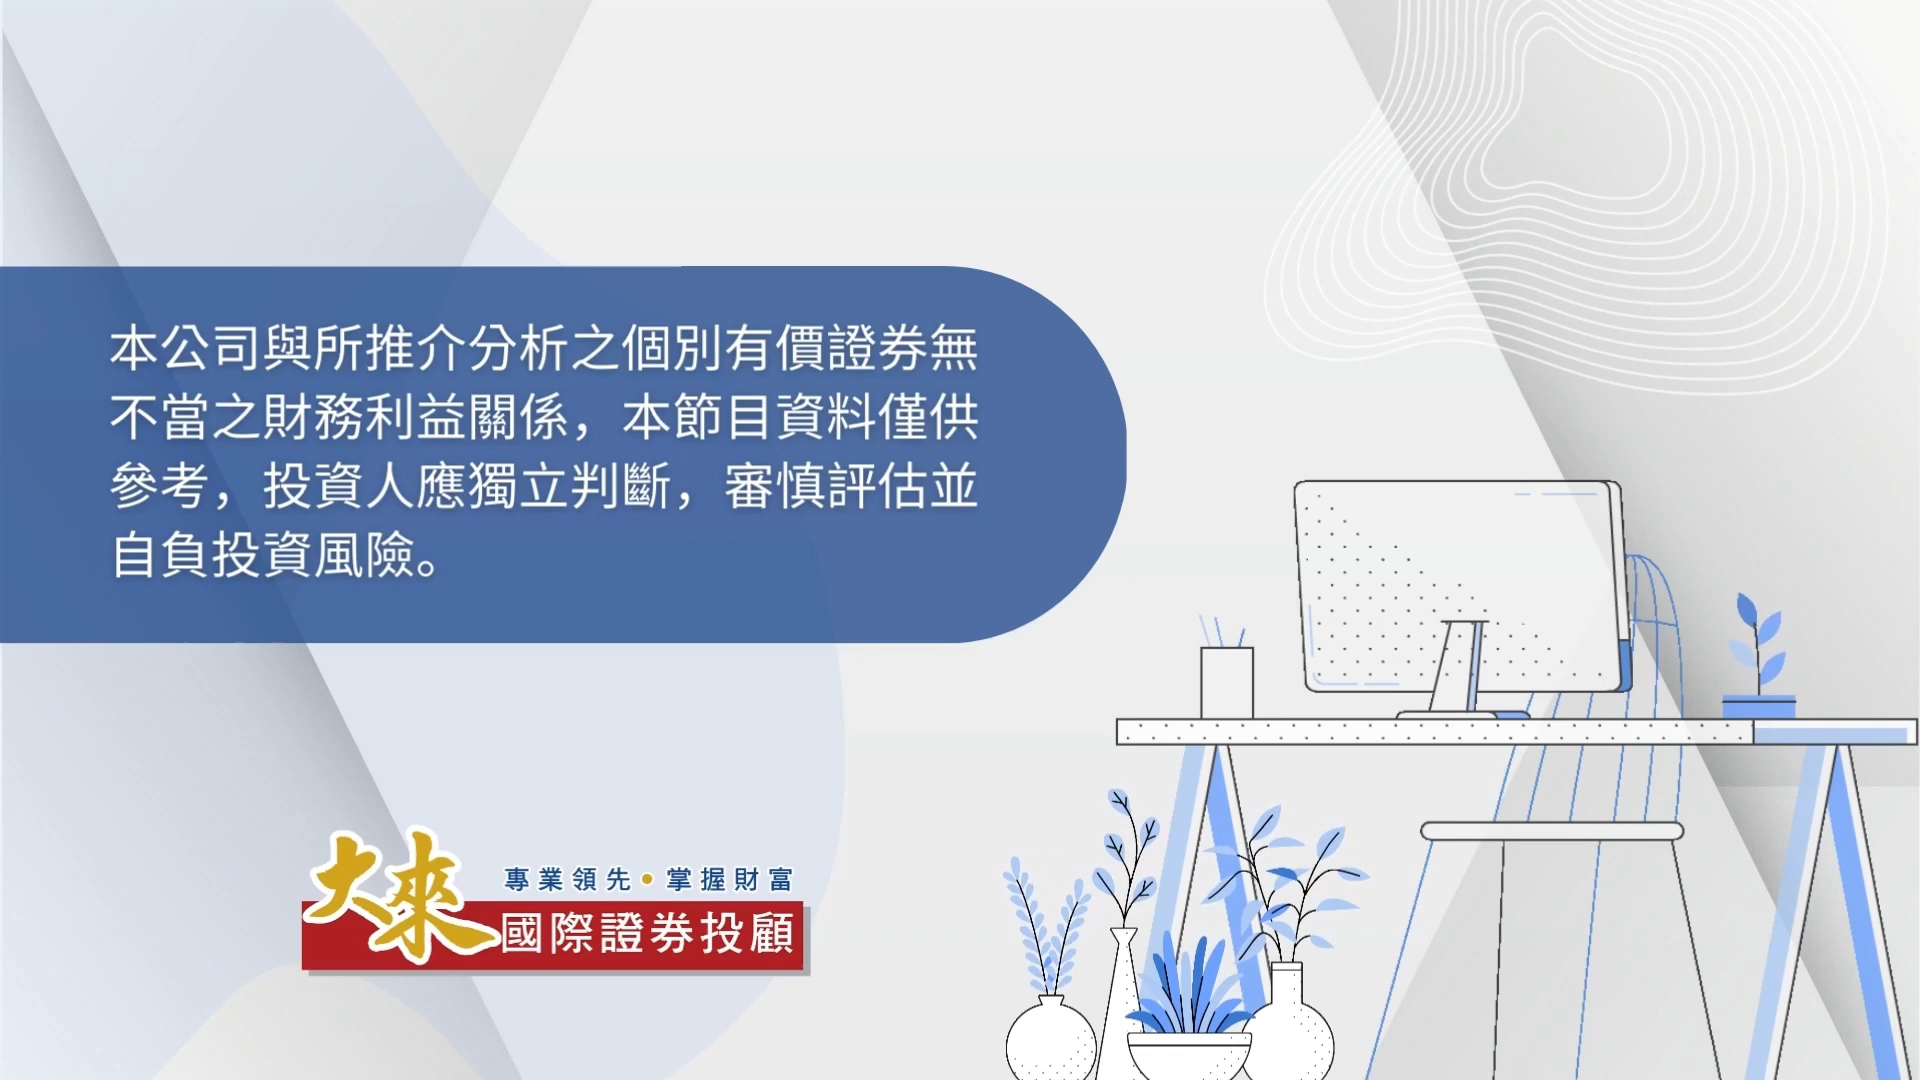 本公司與所推介分析之個別有價證券無
不當之財務利益關係，本節目資料僅供
參考，投資人應獨立判斷，審慎評估並
自負投資風險。
專業領先•掌握財富
大來國際證券投顧